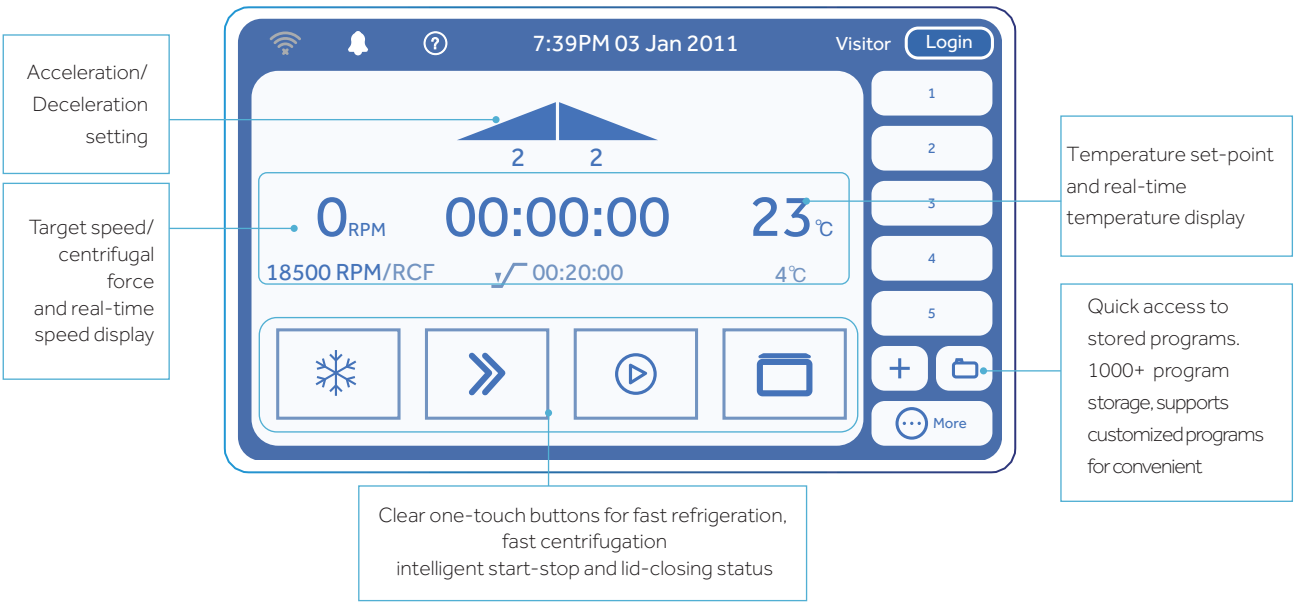 7:39PM 03 Jan 2011
Visitor
Login
Acceleration/
Deceleration
setting
2
2
Target speed/
centrifugal
force
and real-time
speed display
0 RPM
00:00:00
23 ℃
18500 RPM/RCF
00:20:00
4℃
1
2
3
4
5
More
Temperature set-point
and real-time
temperature display
Quick access to
stored programs.
1000+ program
storage, supports
customized programs
for convenient
Clear one-touch buttons for fast refrigeration,
fast centrifugation
intelligent start-stop and lid-closing status